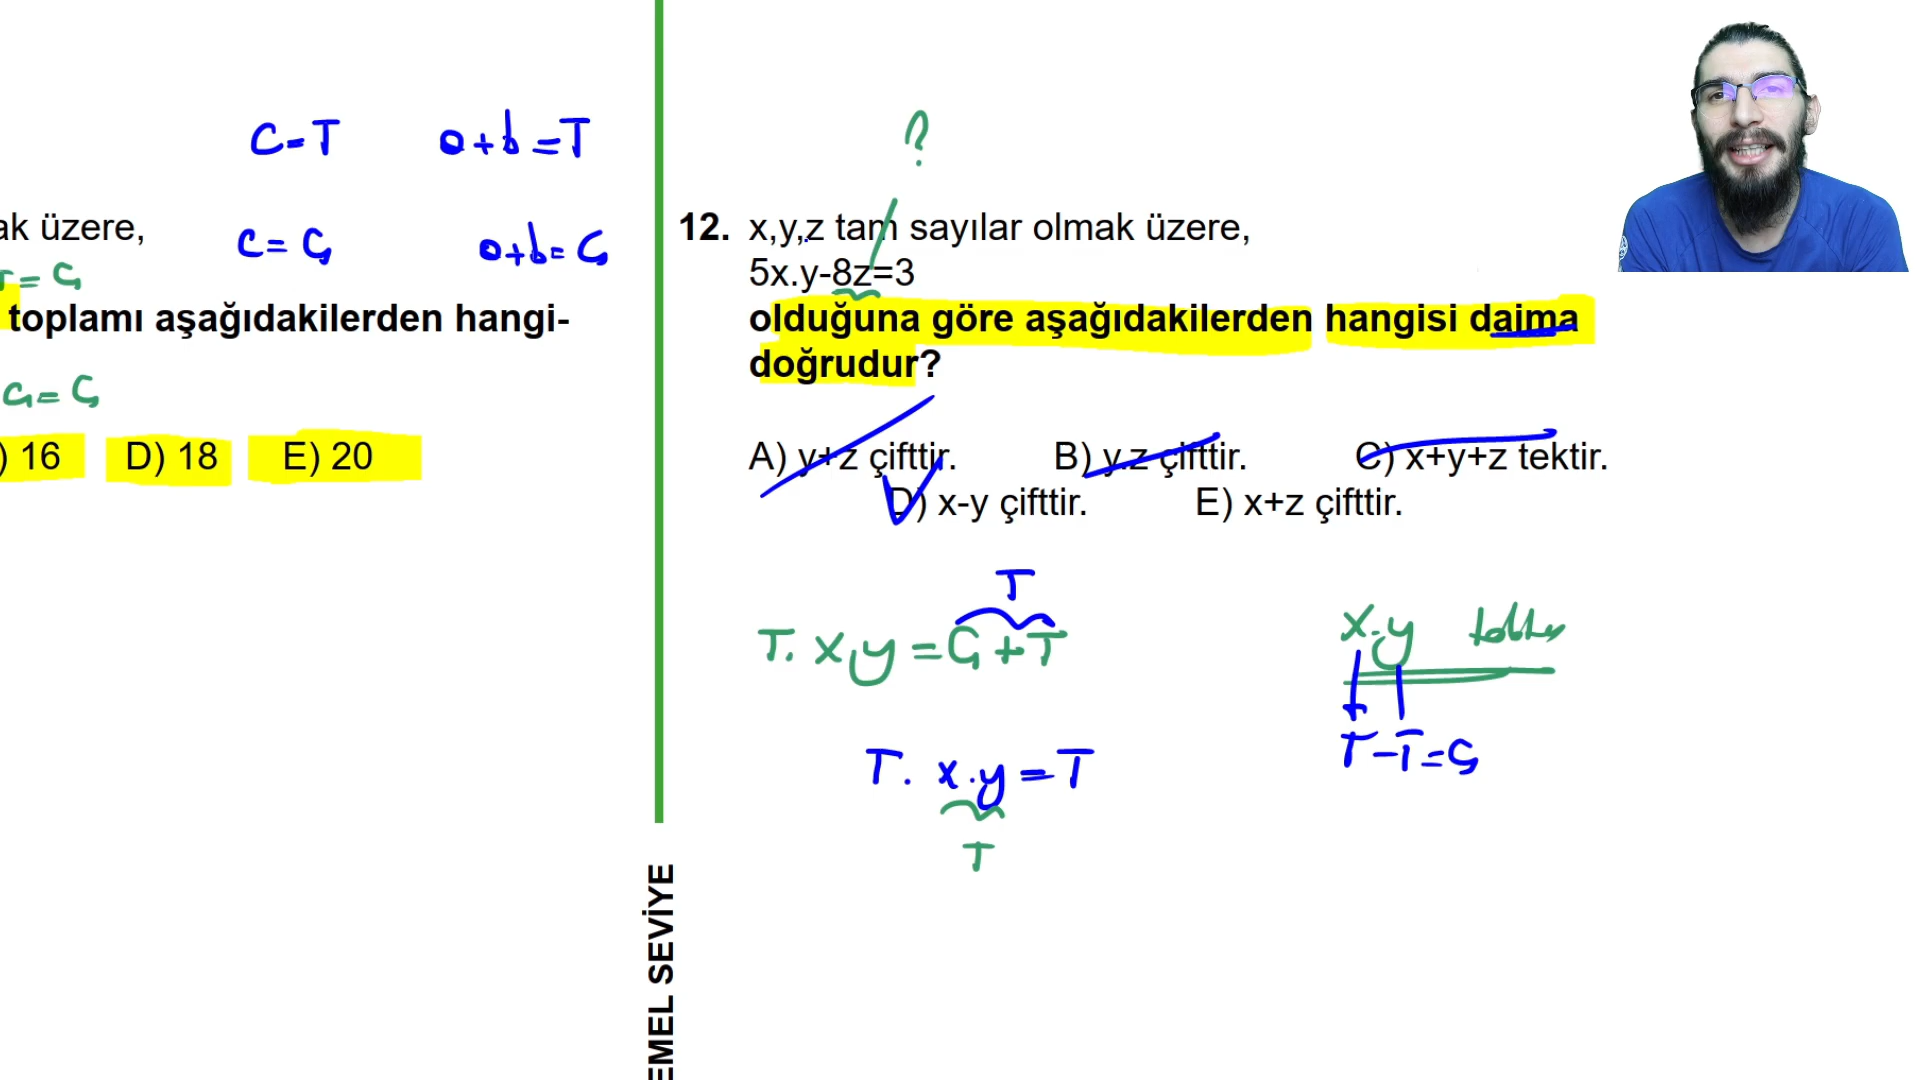 C=T a+b=T
ak üzere, C=Ç a+b=Ç
T=Ç
toplamı aşağıdakilerden hangi-
Ç=Ç
) 16 D) 18 E) 20
?
12. x,y,z tam sayılar olmak üzere,
5x.y-8z=3
olduğuna göre aşağıdakilerden hangisi daima
doğrudur?
A) y+z çifttir. B) y.z çifttir. C) x+y+z tektir.
D) x-y çifttir. E) x+z çifttir.
T
T. x.y=Ç+T
T. x.y=T
T
x.y
T-T=Ç
EMEL SEVİYE